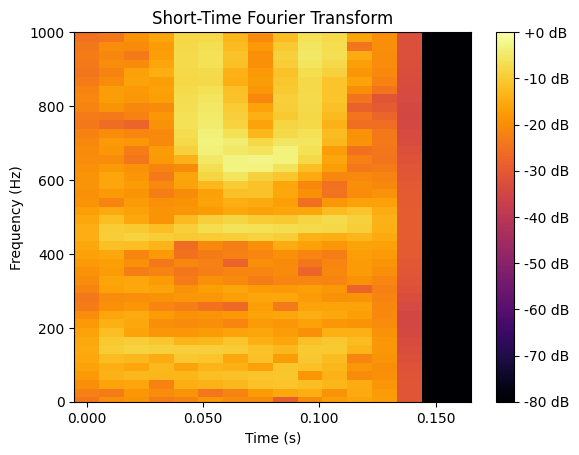 Short-Time Fourier Transform
1000
800
600
400
200
0
Frequency (Hz)
0.000
0.050
0.100
0.150
Time (s)
+0 dB
-10 dB
-20 dB
-30 dB
-40 dB
-50 dB
-60 dB
-70 dB
-80 dB